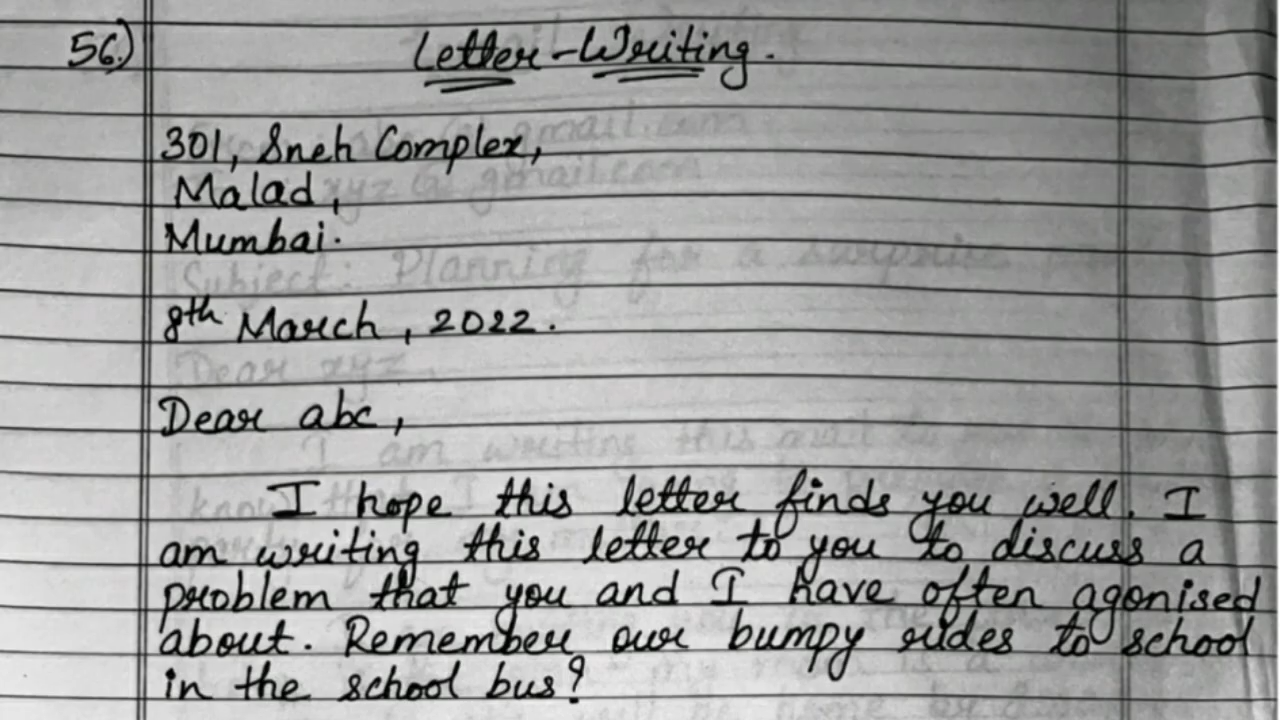 56.) Letter-Writing.
301, Sneh Complex,
Malad,
Mumbai.
8th March, 2022.
Dear abc,
I hope this letter finds you well. I
am writing this letter to you to discuss a
problem that you and I have often agonised
about. Remember our bumpy rides to school
in the school bus?